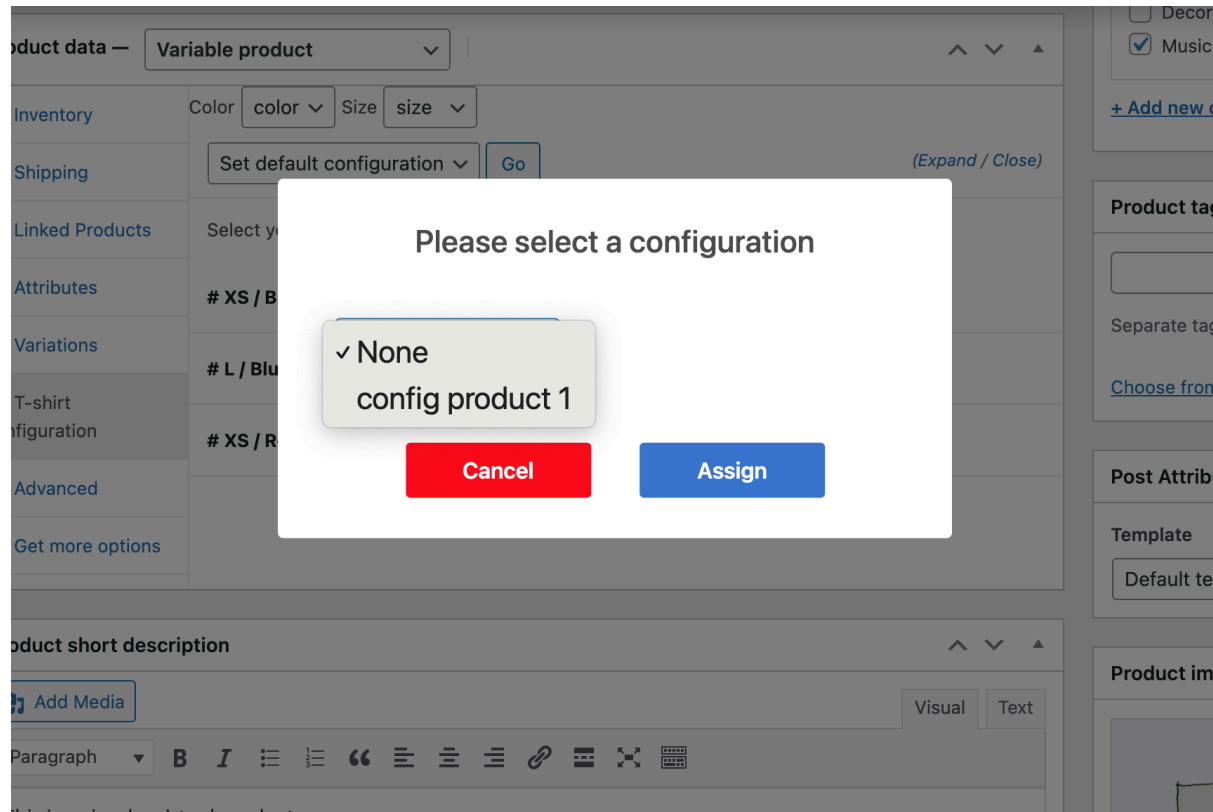 Decor
oduct data — Variable product
Music
Inventory
Color color Size size
+ Add new
Set default configuration Go
(Expand / Close)
Shipping
Product tag
Linked Products
Select
Please select a configuration
Attributes
# XS / B
None
config product 1
Separate tag
Variations
# L / Blu
Choose from
T-shirt
figuration
# XS / R
Cancel
Assign
Advanced
Post Attrib
Get more options
Template
Default te
oduct short description
Product im
Add Media
Visual Text
Paragraph
B I